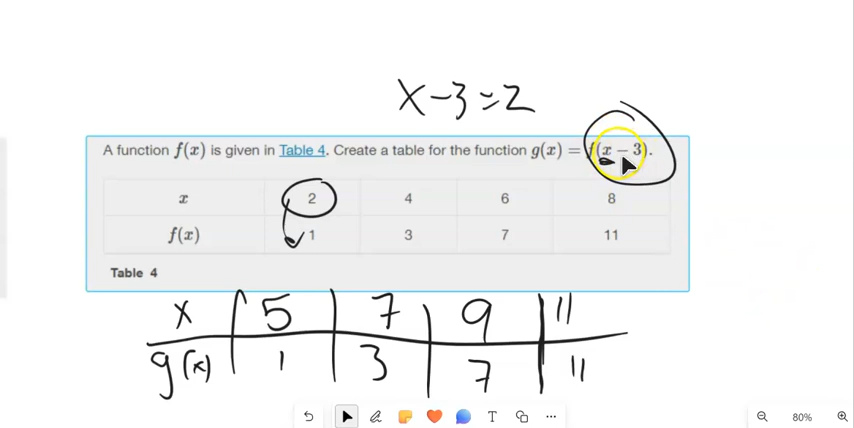 x-3=2
A function f(x) is given in Table 4. Create a table for the function g(x) = f(x − 3).
x 2 4 6 8
f(x) 1 3 7 11
Table 4
x 5 7 9 11
g(x) 1 3 7 11
T
80%